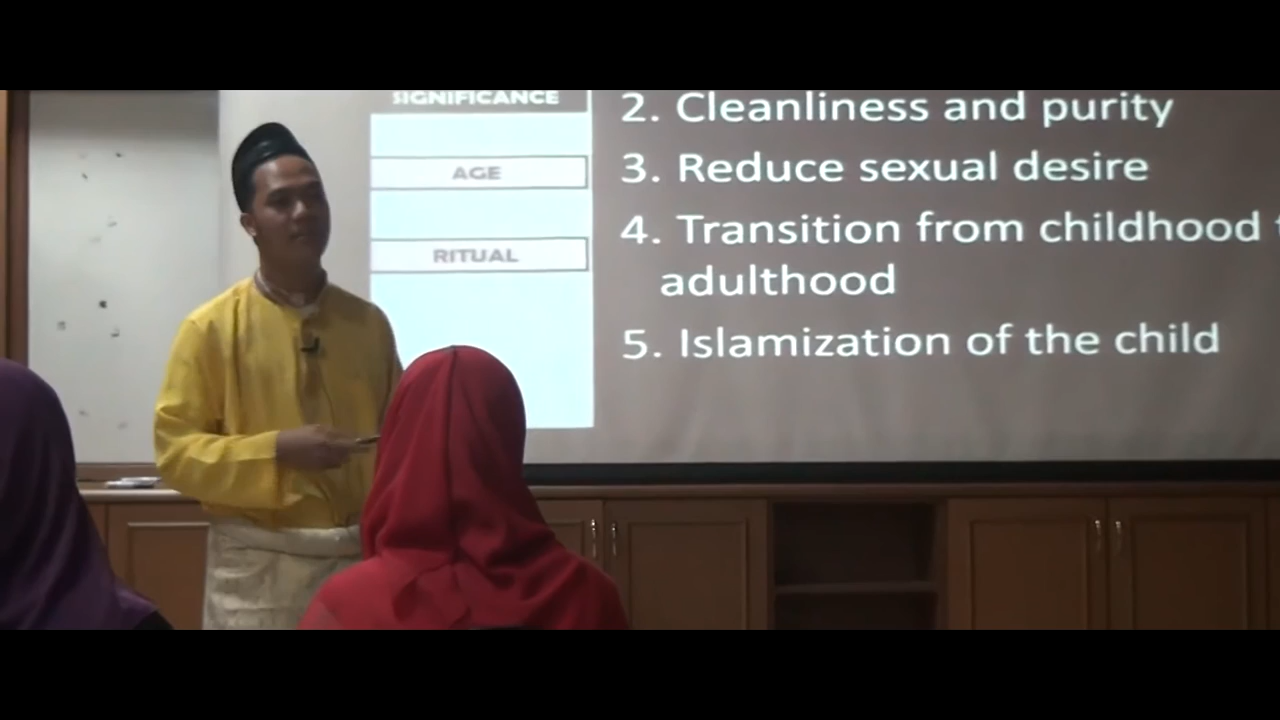 SIGNIFICANCE
AGE
RITUAL
2. Cleanliness and purity
3. Reduce sexual desire
4. Transition from childhood
adulthood
5. Islamization of the child